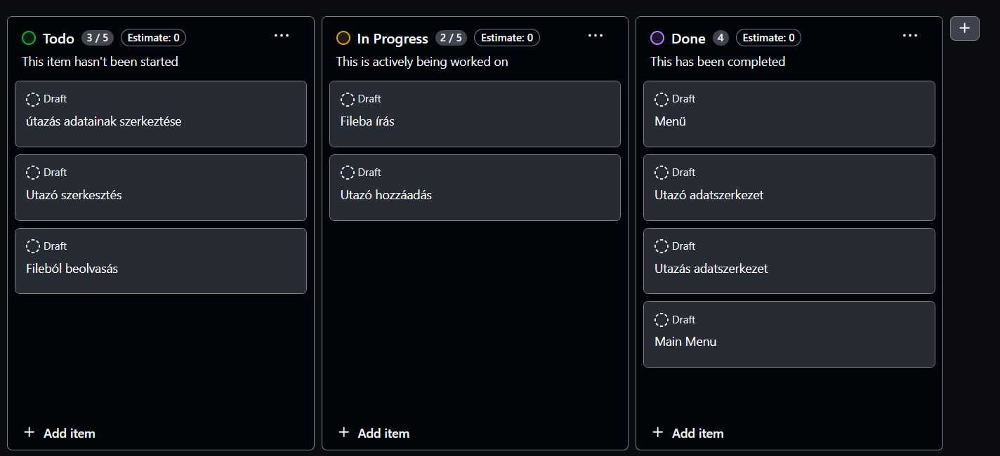 Todo 3 / 5 Estimate: 0
This item hasn't been started
Draft
útazás adatainak szerkeztése
Draft
Utazó szerkesztés
Draft
Fileból beolvasás
Add item
In Progress 2 / 5 Estimate: 0
This is actively being worked on
Draft
Fileba írás
Draft
Utazó hozzáadás
Add item
Done 4 Estimate: 0
This has been completed
Draft
Menü
Draft
Utazó adatszerkezet
Draft
Utazás adatszerkezet
Draft
Main Menu
Add item